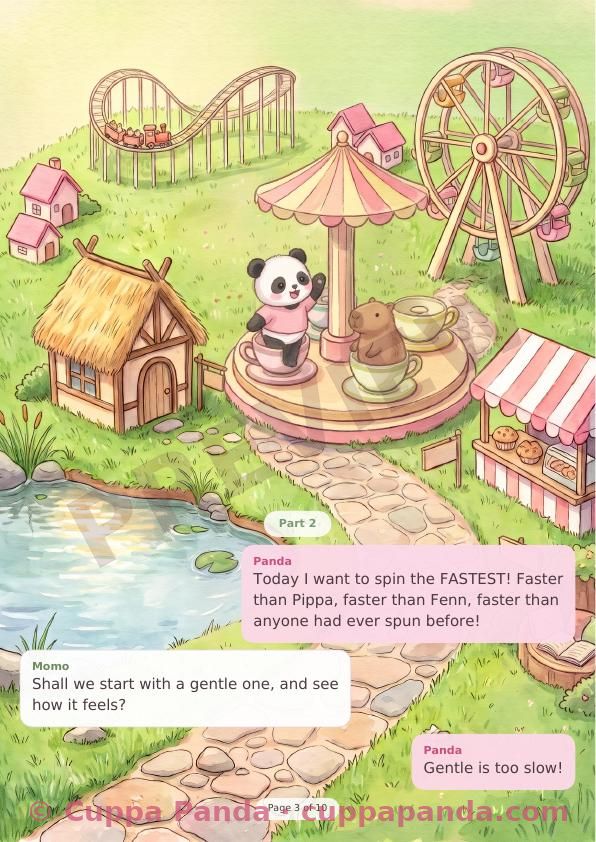 PREVIEW
Part 2
Panda
Today I want to spin the FASTEST! Faster
than Pippa, faster than Fenn, faster than
anyone had ever spun before!
Momo
Shall we start with a gentle one, and see
how it feels?
Panda
Gentle is too slow!
Page 3 of 10
© Cuppa Panda - cuppapanda.com